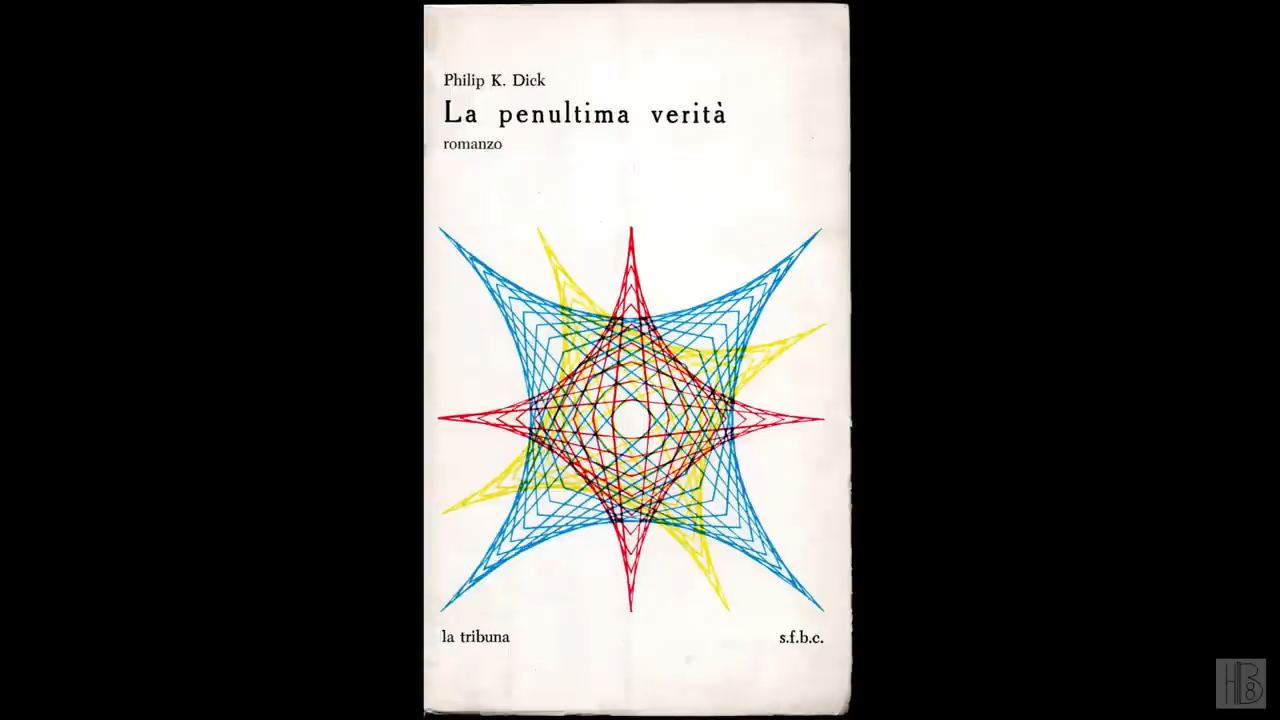 Philip K. Dick
La penultima verità
romanzo
la tribuna
s.f.b.c.